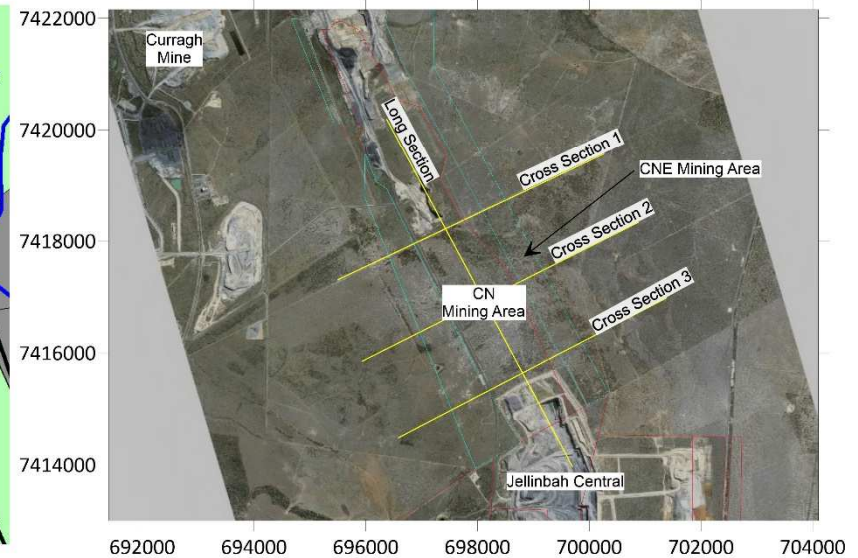 7422000
Curragh
Mine
7420000
Long Section
Cross Section 1
CNE Mining Area
7418000
Cross Section 2
CN
Mining Area
Cross Section 3
7416000
7414000
Jellinbah Central
692000 694000 696000 698000 700000 702000 704000